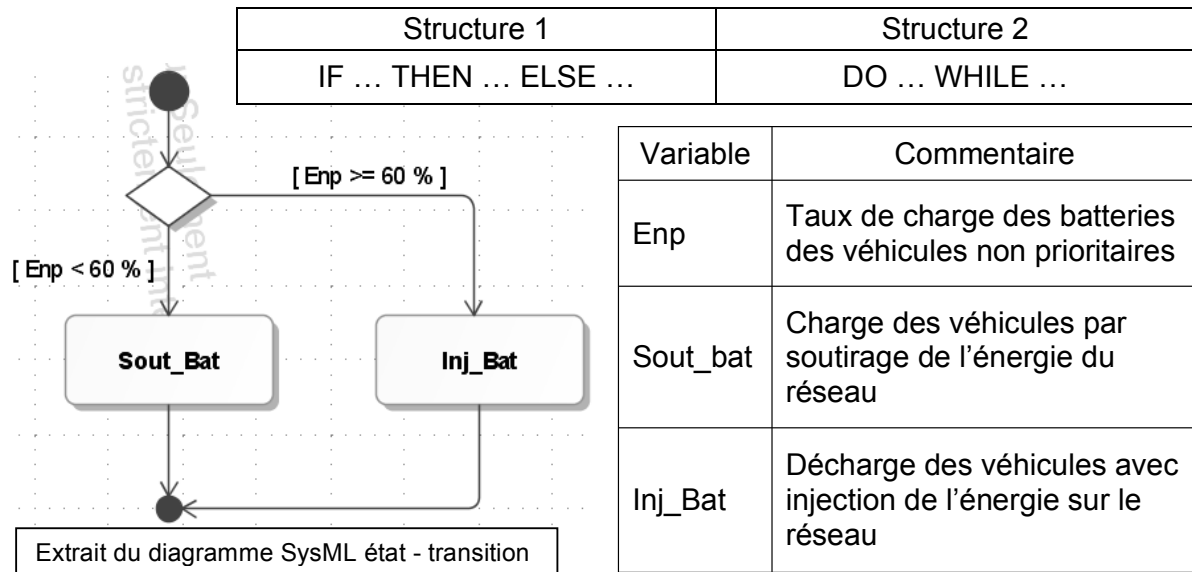 Structure 1
Structure 2
IF … THEN … ELSE …
DO … WHILE …
[ Enp >= 60 % ]
[ Enp < 60 % ]
Sout_Bat
Inj_Bat
Extrait du diagramme SysML état - transition
Variable
Commentaire
Enp
Taux de charge des batteries
des véhicules non prioritaires
Sout_bat
Charge des véhicules par
soutirage de l’énergie du
réseau
Inj_Bat
Décharge des véhicules avec
injection de l’énergie sur le
réseau
Seulement